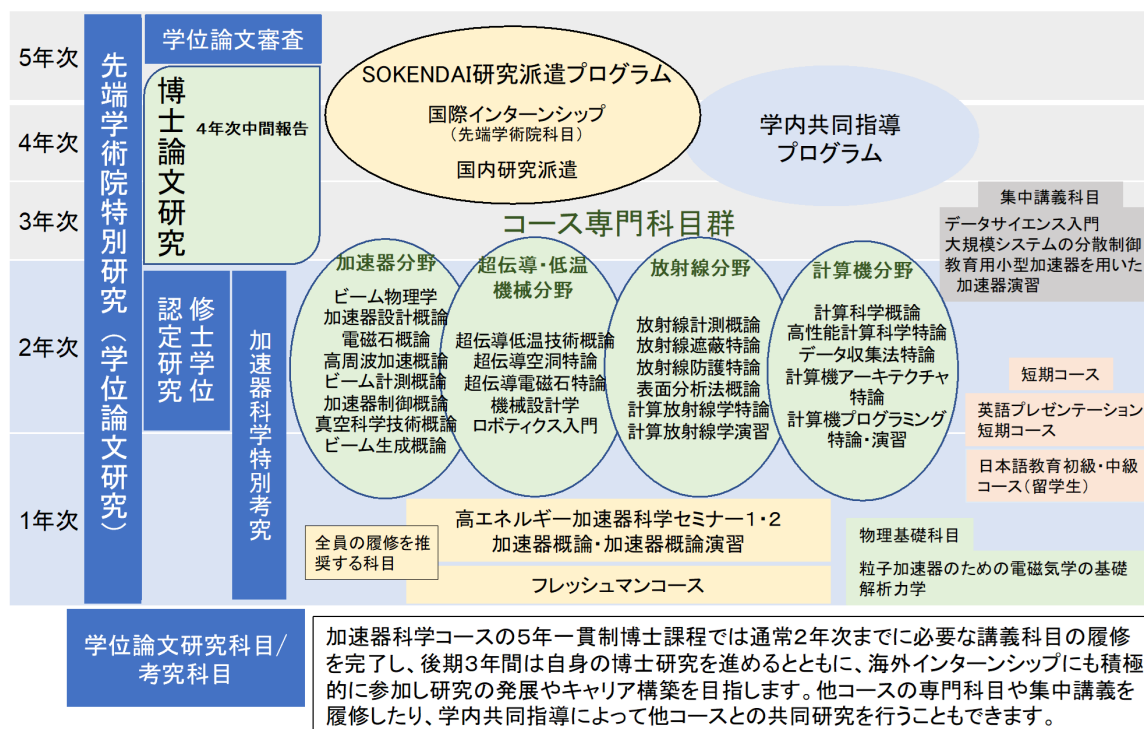 5年次
4年次
3年次
2年次
1年次
先端学術院特別研究（学位論文研究）
学位論文審査
博士論文研究
4年次中間報告
修士学位
認定研究
加速器科学特別考究
SOKENDAI研究派遣プログラム
国際インターンシップ
（先端学術院科目）
国内研究派遣
学内共同指導
プログラム
コース専門科目群
加速器分野
ビーム物理学
加速器設計概論
電磁石概論
高周波加速概論
ビーム計測概論
加速器制御概論
真空科学技術概論
ビーム生成概論
超伝導・低温
機械分野
超伝導低温技術概論
超伝導空洞特論
超伝導電磁石特論
機械設計学
ロボティクス入門
放射線分野
放射線計測概論
放射線遮蔽特論
放射線防護特論
表面分析法概論
計算放射線学特論
計算放射線学演習
計算機分野
計算科学概論
高性能計算科学特論
データ収集法特論
計算機アーキテクチャ
特論
計算機プログラミング
特論・演習
集中講義科目
データサイエンス入門
大規模システムの分散制御
教育用小型加速器を用いた
加速器演習
短期コース
英語プレゼンテーション
短期コース
日本語教育初級・中級
コース（留学生）
全員の履修を推
奨する科目
高エネルギー加速器科学セミナー1・2
加速器概論・加速器概論演習
フレッシュマンコース
物理基礎科目
粒子加速器のための電磁気学の基礎
解析力学
学位論文研究科目/
考究科目
加速器科学コースの5年一貫制博士課程では通常2年次までに必要な講義科目の履修
を完了し、後期3年間は自身の博士研究を進めるとともに、海外インターンシップにも積極
的に参加し研究の発展やキャリア構築を目指します。他コースの専門科目や集中講義を
履修したり、学内共同指導によって他コースとの共同研究を行うこともできます。